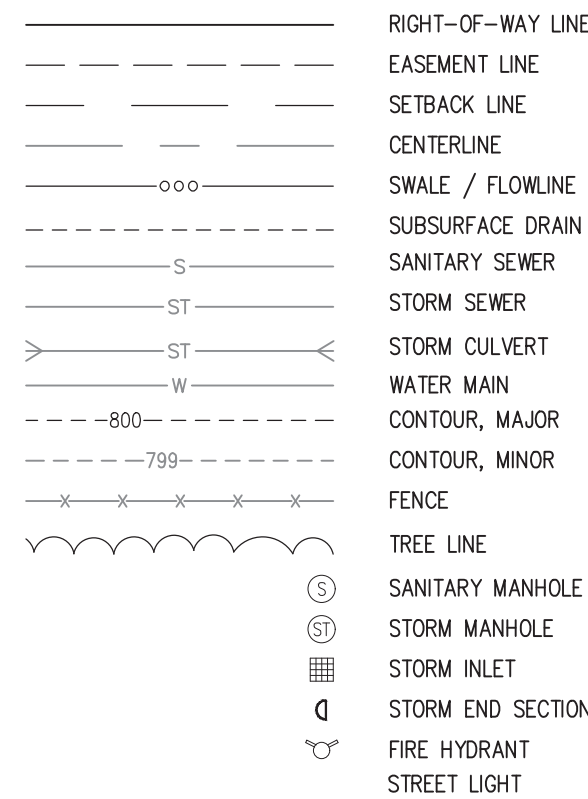 RIGHT-OF-WAY LINE
EASEMENT LINE
SETBACK LINE
CENTERLINE
SWALE / FLOWLINE
SUBSURFACE DRAIN
S SANITARY SEWER
ST STORM SEWER
ST STORM CULVERT
W WATER MAIN
800 CONTOUR, MAJOR
799 CONTOUR, MINOR
X X X X X FENCE
TREE LINE
S SANITARY MANHOLE
ST STORM MANHOLE
STORM INLET
STORM END SECTION
FIRE HYDRANT
STREET LIGHT